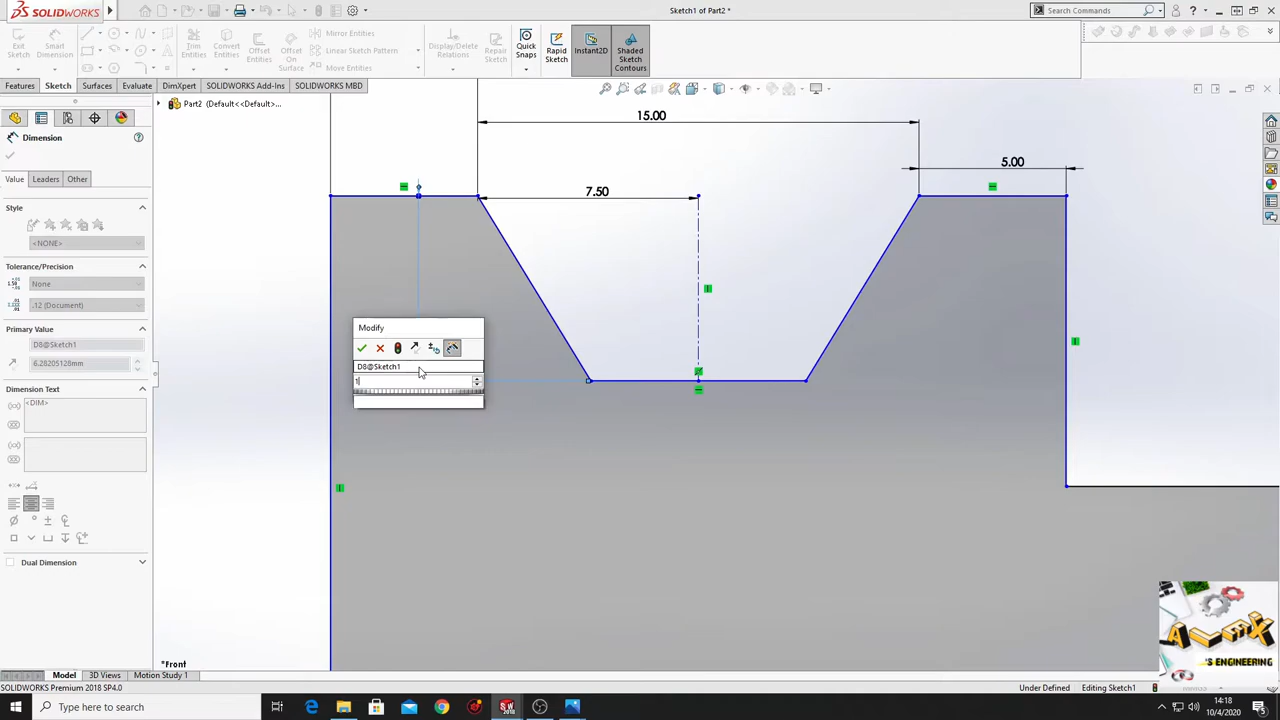 SOLIDWORKS
Sketch1 of Part2 *
Search Commands
Exit Sketch
Smart Dimension
Trim Entities
Convert Entities
Offset Entities
Offset On Surface
Mirror Entities
Linear Sketch Pattern
Move Entities
Display/Delete Relations
Repair Sketch
Quick Snaps
Rapid Sketch
Instant2D
Shaded Sketch Contours
Features
Sketch
Surfaces
Evaluate
DimXpert
SOLIDWORKS Add-Ins
SOLIDWORKS MBD
Part2 (Default<<Default>...
Dimension
Value
Leaders
Other
Style
<NONE>
Tolerance/Precision
None
.12 (Document)
Primary Value
D8@Sketch1
6.28205128mm
Dimension Text
<DIM>
Dual Dimension
15.00
5.00
7.50
Modify
D8@Sketch1
1
*Front
ALMX
'S ENGINEERING
Model
3D Views
Motion Study 1
SOLIDWORKS Premium 2018 SP4.0
Under Defined
Editing Sketch1
Type here to search
14:18
10/4/2020